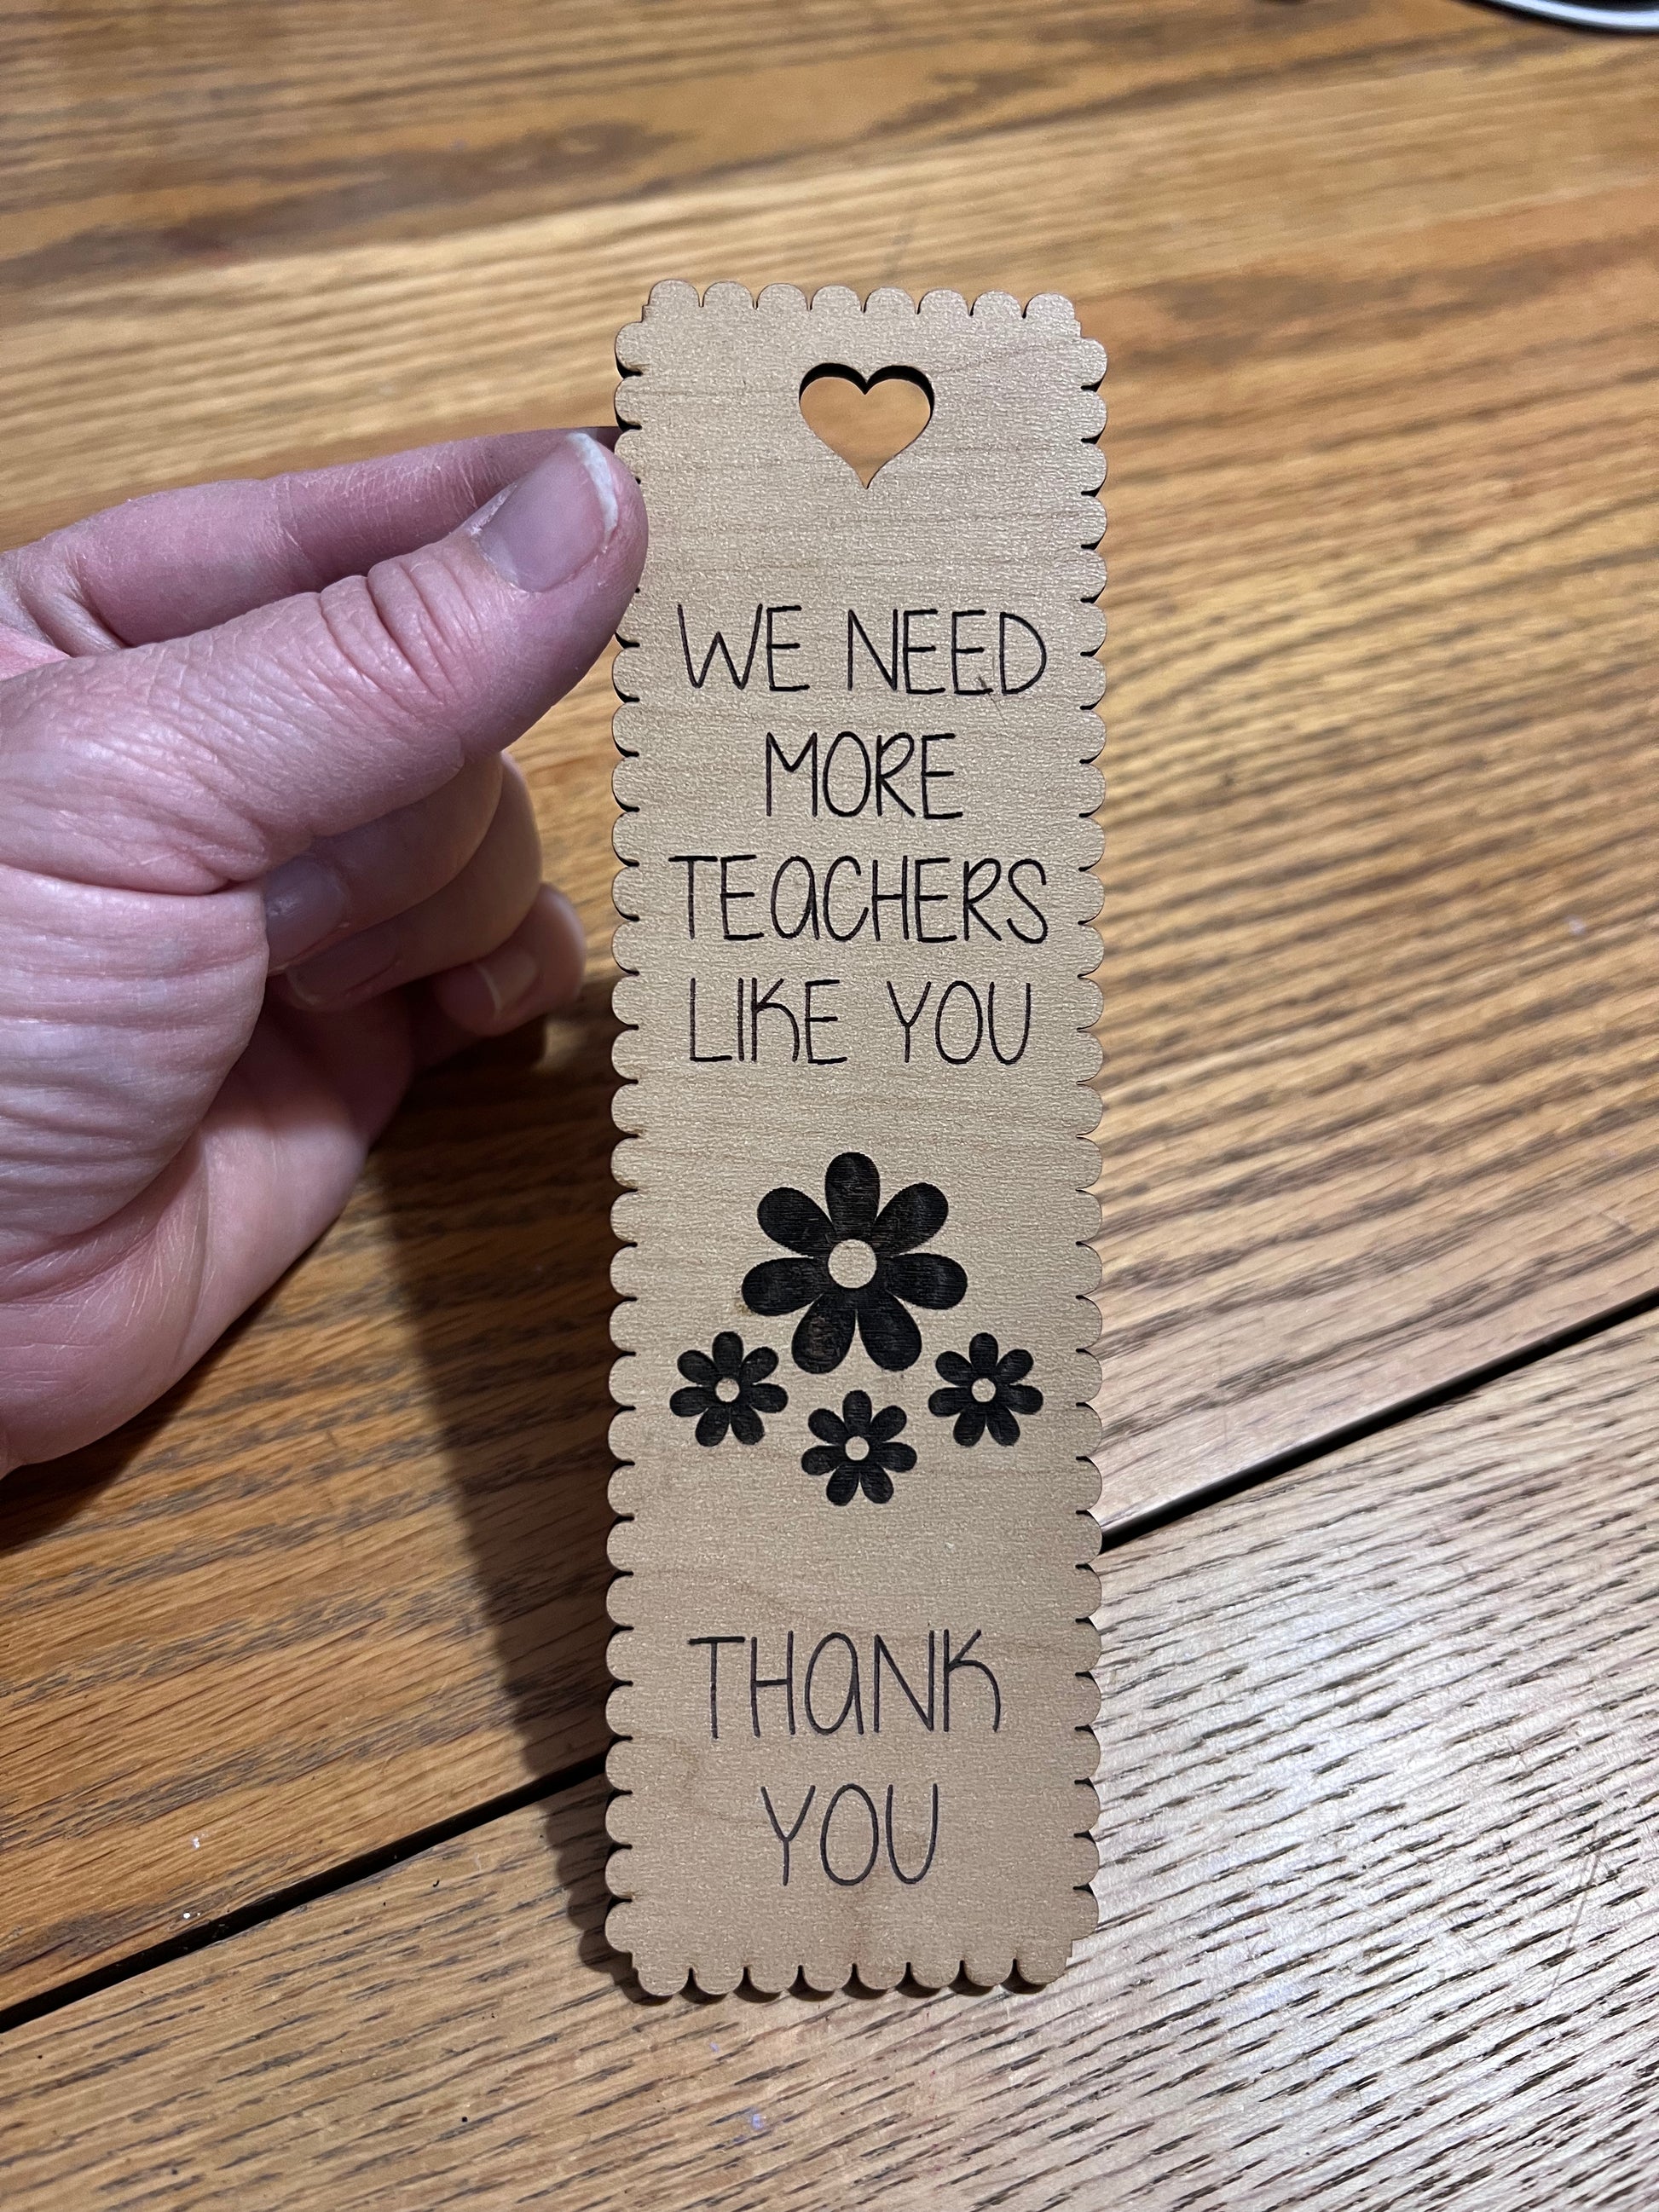 WE NEED
MORE
TEaCHERS
LIKE YOU
THaNK
YOU